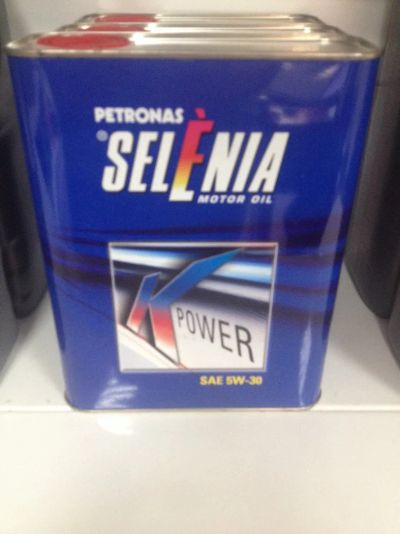 PETRONAS
® SELÈNIA
MOTOR OIL
K
POWER
SAE 5W-30